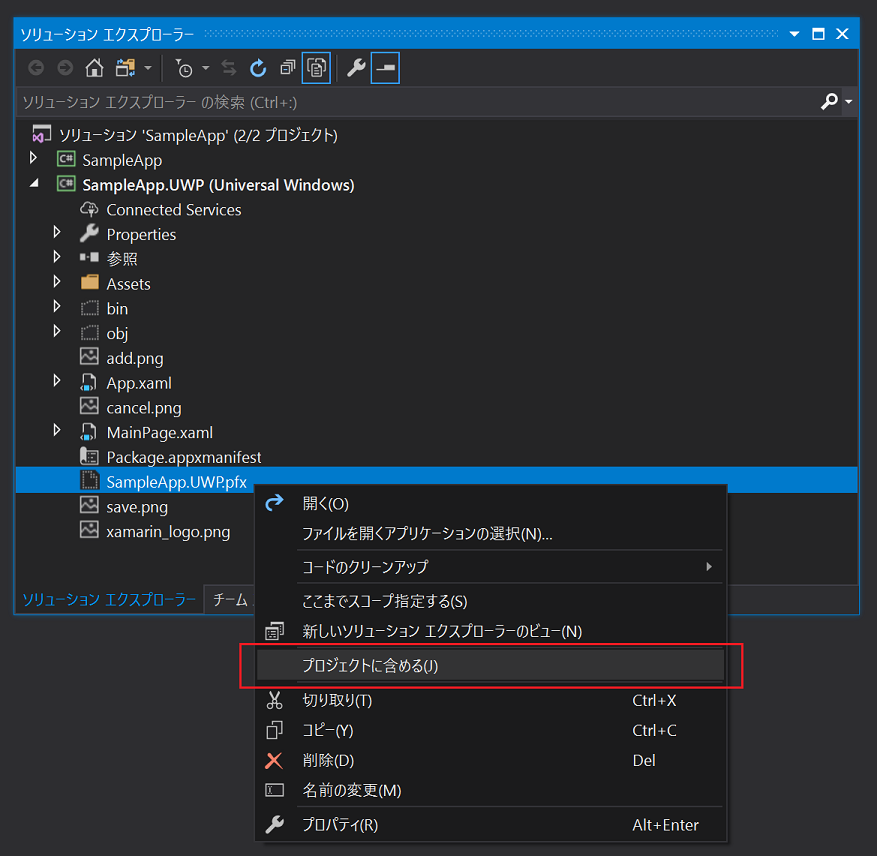 ソリューション エクスプローラー
ソリューション エクスプローラー の検索 (Ctrl+:)
ソリューション 'SampleApp' (2/2 プロジェクト)
C# SampleApp
C# SampleApp.UWP (Universal Windows)
Connected Services
Properties
参照
Assets
bin
obj
add.png
App.xaml
cancel.png
MainPage.xaml
Package.appxmanifest
SampleApp.UWP.pfx
save.png
xamarin_logo.png
ソリューション エクスプローラー チーム
開く(O)
ファイルを開くアプリケーションの選択(N)...
コードのクリーンアップ
ここまでスコープ指定する(S)
新しいソリューション エクスプローラーのビュー(N)
プロジェクトに含める(J)
切り取り(T) Ctrl+X
コピー(Y) Ctrl+C
削除(D) Del
名前の変更(M)
プロパティ(R) Alt+Enter